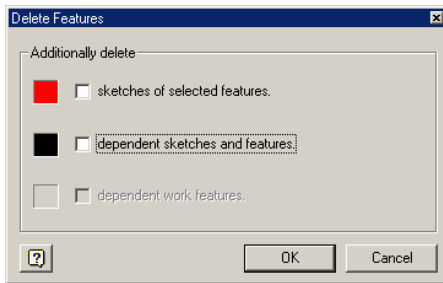 Delete Features
Additionally delete
sketches of selected features.
dependent sketches and features.
dependent work features.
?
OK
Cancel